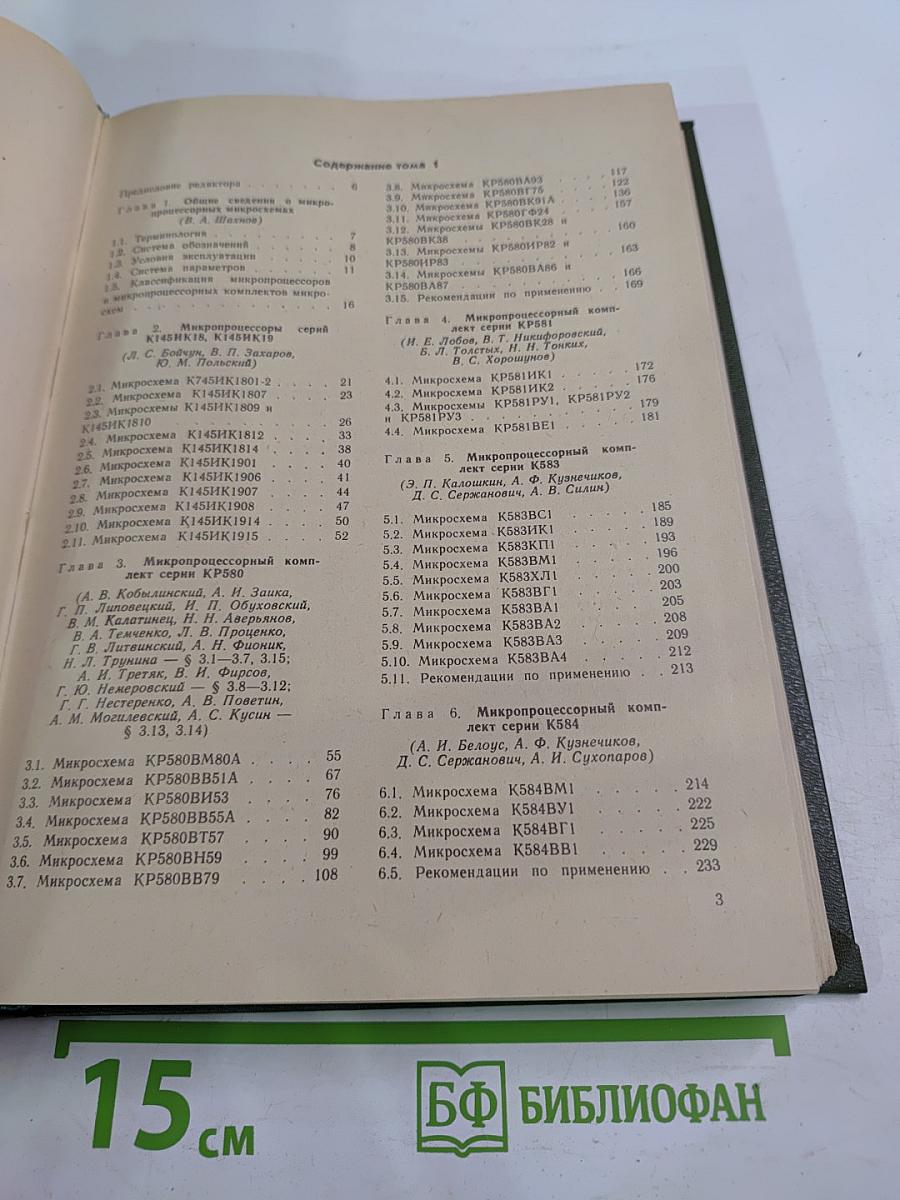 Содержание тома 1
Предисловие редактора . . . . . . . 6
Глава 1. Общие сведения о микро-
процессорных микросхемах
(В. А. Шахнов)
1.1. Терминология . . . . . . . . 7
1.2. Система обозначений . . . . . . 8
1.3. Условия эксплуатации . . . . . 10
1.4. Система параметров . . . . . . 11
1.5. Классификация микропроцессоров
и микропроцессорных комплектов микро-
схем . . . . . . . . . . . . 16
Глава 2. Микропроцессоры серий
К145ИК18, К145ИК19
(Л. С. Бойчун, В. П. Захаров,
Ю. М. Польский)
2.1. Микросхема К745ИК1801-2 . . . . 21
2.2. Микросхема К145ИК1807 . . . . 23
2.3. Микросхемы К145ИК1809 и
К145ИК1810 . . . . . . . . . 26
2.4. Микросхема К145ИК1812 . . . . 33
2.5. Микросхема К145ИК1814 . . . . 38
2.6. Микросхема К145ИК1901 . . . . 40
2.7. Микросхема К145ИК1906 . . . . 41
2.8. Микросхема К145ИК1907 . . . . 44
2.9. Микросхема К145ИК1908 . . . . 47
2.10. Микросхема К145ИК1914 . . . . 50
2.11. Микросхема К145ИК1915 . . . . 52
Глава 3. Микропроцессорный комп-
лект серии КР580
(А. В. Кобылинский, А. И. Заика,
Г. П. Липовецкий, И. П. Обуховский,
В. М. Калатинец, Н. Н. Аверьянов,
В. А. Темченко, Л. В. Проценко,
Г. В. Литвинский, А. Н. Фионик,
Н. Л. Трунина — § 3.1—3.7, 3.15;
А. И. Третяк, В. И. Фирсов,
Г. Ю. Немеровский — § 3.8—3.12;
Г. Г. Нестеренко, А. В. Поветин,
А. М. Могилевский, А. С. Кусин —
§ 3.13, 3.14)
3.1. Микросхема КР580ВМ80А . . . . 55
3.2. Микросхема КР580ВВ51А . . . . 67
3.3. Микросхема КР580ВИ53 . . . . 76
3.4. Микросхема КР580ВВ55А . . . . 82
3.5. Микросхема КР580ВТ57 . . . . 90
3.6. Микросхема КР580ВН59 . . . . 99
3.7. Микросхема КР580ВВ79 . . . . 108
3.8. Микросхема КР580ВА93 . . . . 117
3.9. Микросхема КР580ВГ75 . . . . 122
3.10. Микросхема КР580ВК91А . . . . 136
3.11. Микросхема КР580ГФ24 . . . . 157
3.12. Микросхемы КР580ВК28 и
КР580ВК38 . . . . . . . . . 160
3.13. Микросхемы КР580ИР82 и
КР580ИР83 . . . . . . . . . 163
3.14. Микросхемы КР580ВА86 и
КР580ВА87 . . . . . . . . . 166
3.15. Рекомендации по применению . . 169
Глава 4. Микропроцессорный комп-
лект серии КР581
(И. Е. Лобов, В. Т. Никифоровский,
Б. Л. Толстых, Н. Н. Тонких,
В. С. Хорошунов)
4.1. Микросхема КР581ИК1 . . . . . 172
4.2. Микросхема КР581ИК2 . . . . . 176
4.3. Микросхемы КР581РУ1, КР581РУ2
и КР581РУ3 . . . . . . . . . 179
4.4. Микросхема КР581ВЕ1 . . . . . 181
Глава 5. Микропроцессорный комп-
лект серии К583
(Э. П. Калошкин, А. Ф. Кузнечиков,
Д. С. Сержанович, А. В. Силин)
5.1. Микросхема К583ВС1 . . . . . 185
5.2. Микросхема К583ИК1 . . . . . 189
5.3. Микросхема К583КП1 . . . . . 193
5.4. Микросхема К583ВМ1 . . . . . 196
5.5. Микросхема К583ХЛ1 . . . . . 200
5.6. Микросхема К583ВГ1 . . . . . 203
5.7. Микросхема К583ВА1 . . . . . 205
5.8. Микросхема К583ВА2 . . . . . 208
5.9. Микросхема К583ВА3 . . . . . 209
5.10. Микросхема К583ВА4 . . . . . 212
5.11. Рекомендации по применению . . 213
Глава 6. Микропроцессорный комп-
лект серии К584
(А. И. Белоус, А. Ф. Кузнечиков,
Д. С. Сержанович, А. И. Сухопаров)
6.1. Микросхема К584ВМ1 . . . . . 214
6.2. Микросхема К584ВУ1 . . . . . 222
6.3. Микросхема К584ВГ1 . . . . . 225
6.4. Микросхема К584ВВ1 . . . . . 229
6.5. Рекомендации по применению . . 233
3
15 см
БФ БИБЛИОФАН